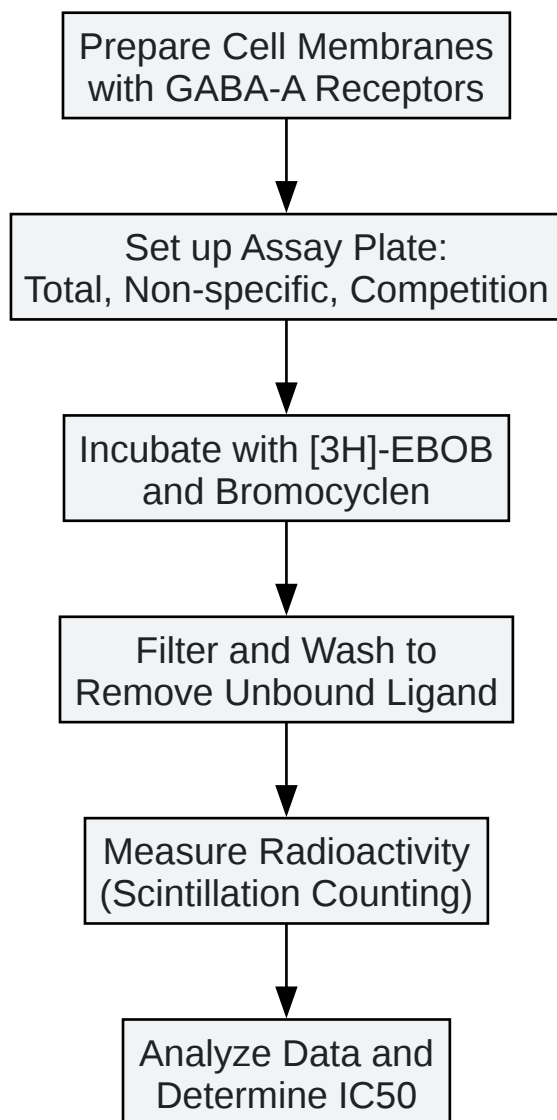 Prepare Cell Membranes
with GABA-A Receptors
Set up Assay Plate:
Total, Non-specific, Competition
Incubate with [3H]-EBOB
and Bromocyclen
Filter and Wash to
Remove Unbound Ligand
Measure Radioactivity
(Scintillation Counting)
Analyze Data and
Determine IC50